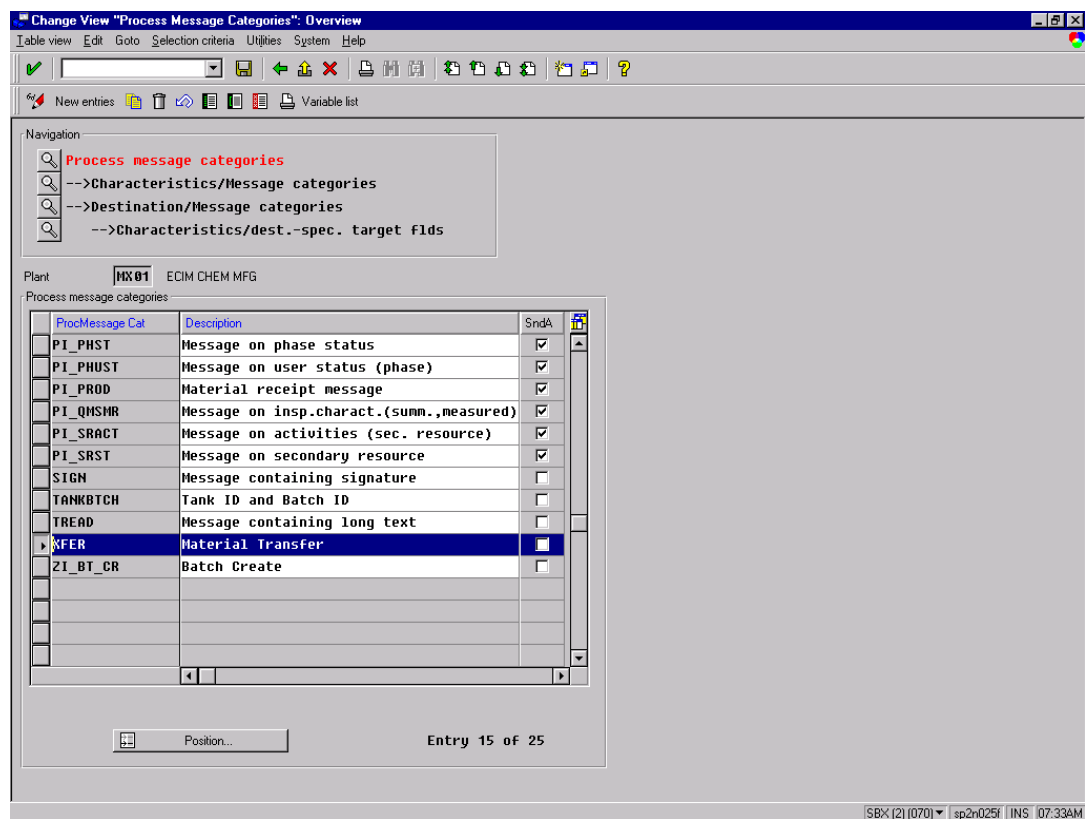 Change View "Process Message Categories": Overview
Table view Edit Goto Selection criteria Utilities System Help
New entries Variable list
Navigation
Process message categories
-->Characteristics/Message categories
-->Destination/Message categories
-->Characteristics/dest.-spec. target flds
Plant MX01 ECIM CHEM MFG
Process message categories
ProcMessage Cat Description SndA
PI_PHST Message on phase status
PI_PHUST Message on user status (phase)
PI_PROD Material receipt message
PI_QMSMR Message on insp.charact.(summ.,measured)
PI_SRACT Message on activities (sec. resource)
PI_SRST Message on secondary resource
SIGN Message containing signature
TANKBTCH Tank ID and Batch ID
TREAD Message containing long text
XFER Material Transfer
ZI_BT_CR Batch Create
Position... Entry 15 of 25
SBX (2) (070) sp2n025f INS 07:33AM